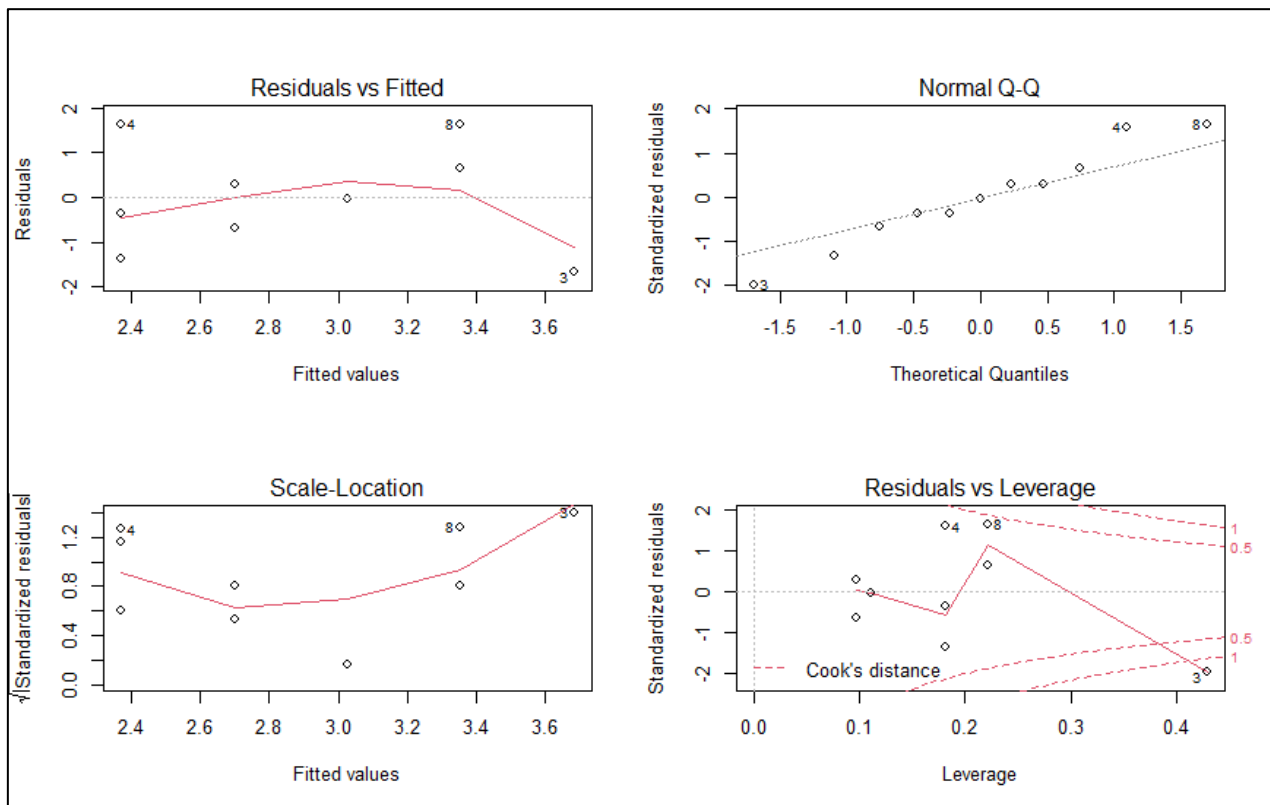 Residuals vs Fitted
Residuals
2
1
0
-1
-2
4
8
3
2.4 2.6 2.8 3.0 3.2 3.4 3.6
Fitted values
Normal Q-Q
Standardized residuals
2
1
0
-1
-2
4
8
3
-1.5 -1.0 -0.5 0.0 0.5 1.0 1.5
Theoretical Quantiles
Scale-Location
√|Standardized residuals|
1.2
0.8
0.4
0.0
4
8
3
2.4 2.6 2.8 3.0 3.2 3.4 3.6
Fitted values
Residuals vs Leverage
Standardized residuals
2
1
0
-1
-2
4
8
1
0.5
0.5
1
Cook's distance
3
0.0 0.1 0.2 0.3 0.4
Leverage